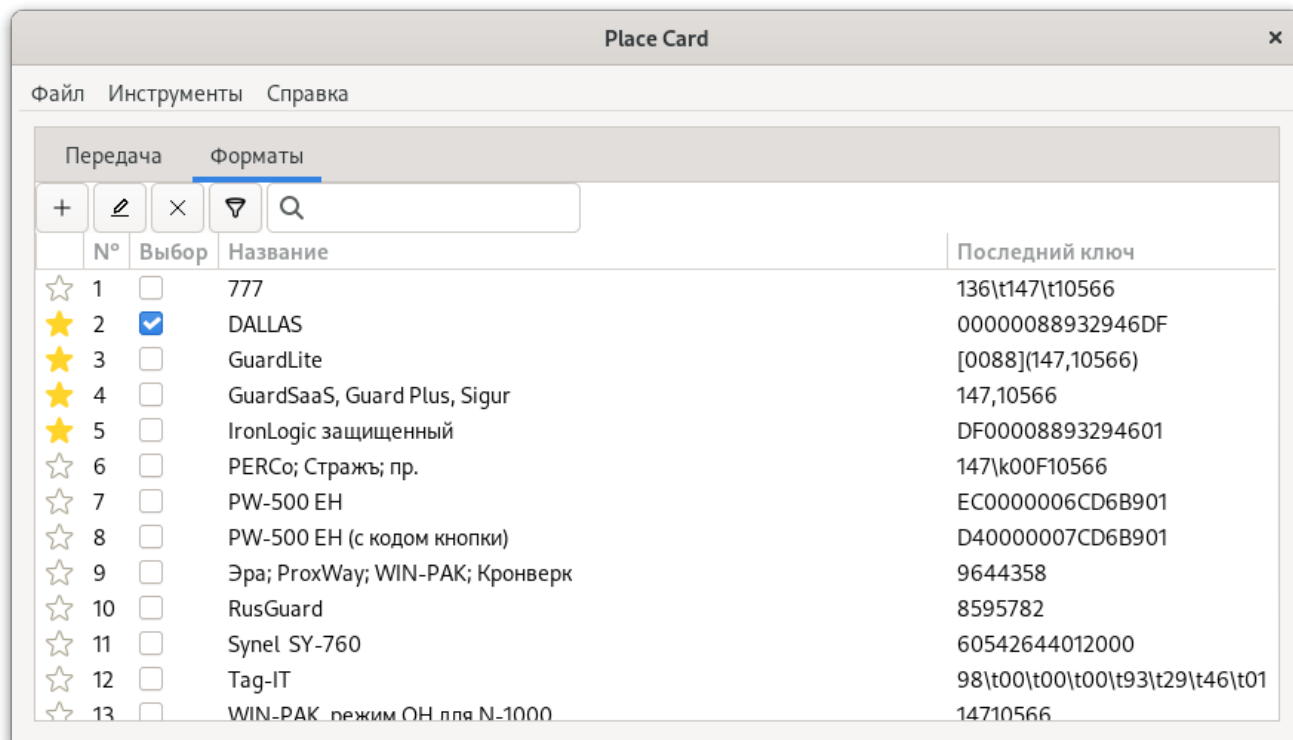 Place Card ×
Файл Инструменты Справка
Передача Форматы
№ Выбор Название Последний ключ
1 777 136\t147\t10566
2 DALLAS 00000088932946DF
3 GuardLite [0088](147,10566)
4 GuardSaaS, Guard Plus, Sigur 147,10566
5 IronLogic защищенный DF00008893294601
6 PERCo; Стражъ; пр. 147\k00F10566
7 PW-500 EH EC0000006CD6B901
8 PW-500 EH (с кодом кнопки) D40000007CD6B901
9 Эра; ProxWay; WIN-PAK; Кронверк 9644358
10 RusGuard 8595782
11 Synel SY-760 60542644012000
12 Tag-IT 98\t00\t00\t00\t93\t29\t46\t01
13 WIN-PAK, режим OH для N-1000 14710566